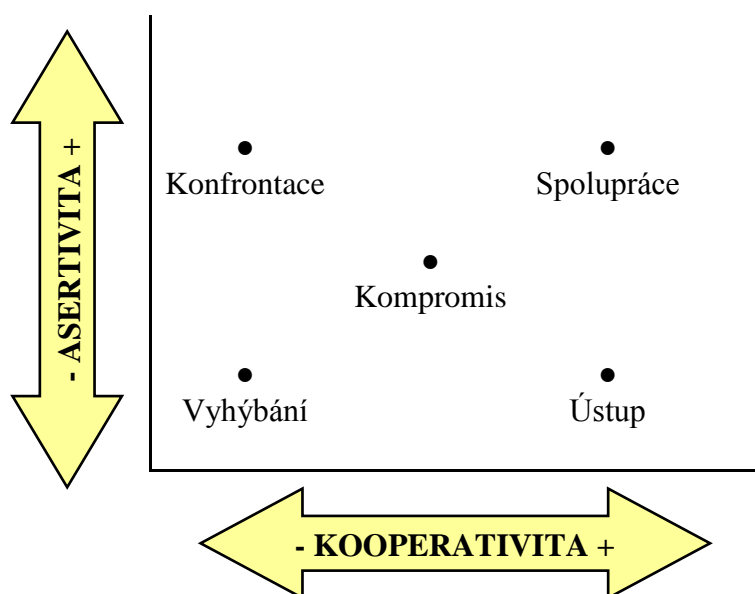 - ASERTIVITA +
Konfrontace
Spolupráce
Kompromis
Vyhýbání
Ústup
- KOOPERATIVITA +